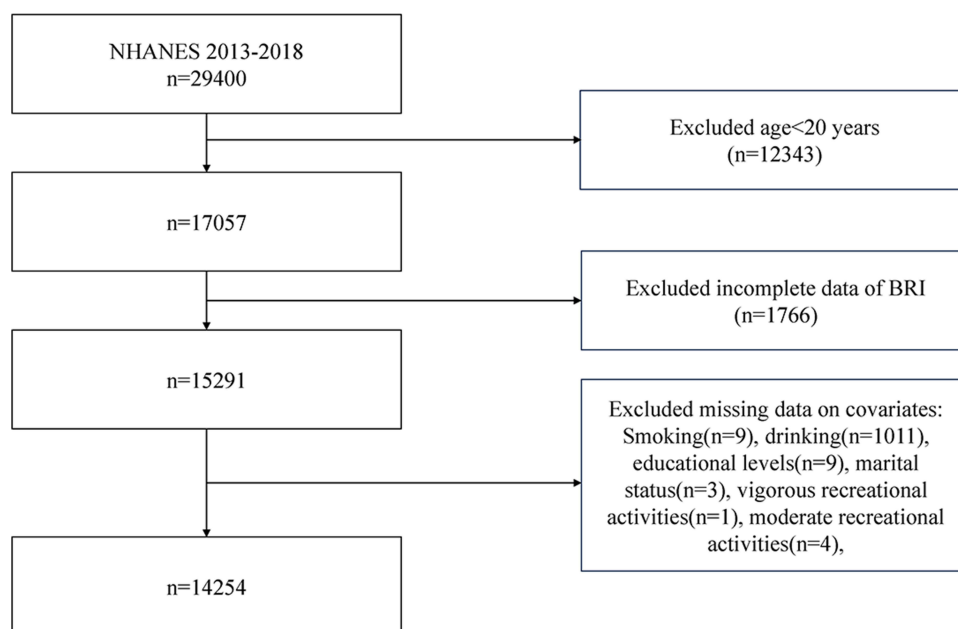 NHANES 2013-2018
n=29400
Excluded age<20 years
(n=12343)
n=17057
Excluded incomplete data of BRI
(n=1766)
n=15291
Excluded missing data on covariates:
Smoking(n=9), drinking(n=1011),
educational levels(n=9), marital
status(n=3), vigorous recreational
activities(n=1), moderate recreational
activities(n=4),
n=14254